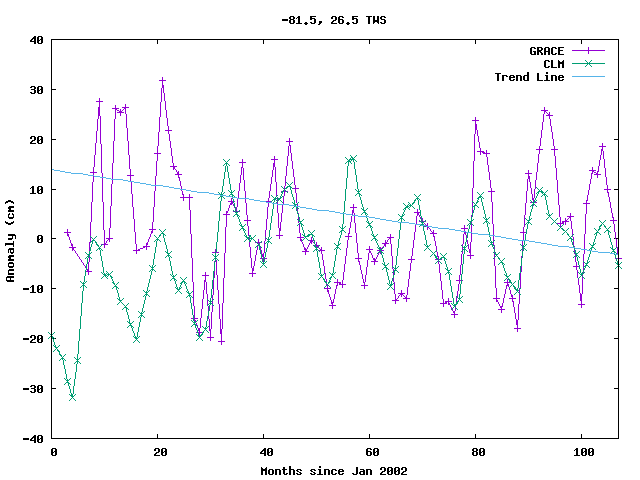 -81.5, 26.5 TWS
GRACE
CLM
Trend Line
40
30
20
10
0
-10
-20
-30
-40
Anomaly (cm)
0 20 40 60 80 100
Months since Jan 2002